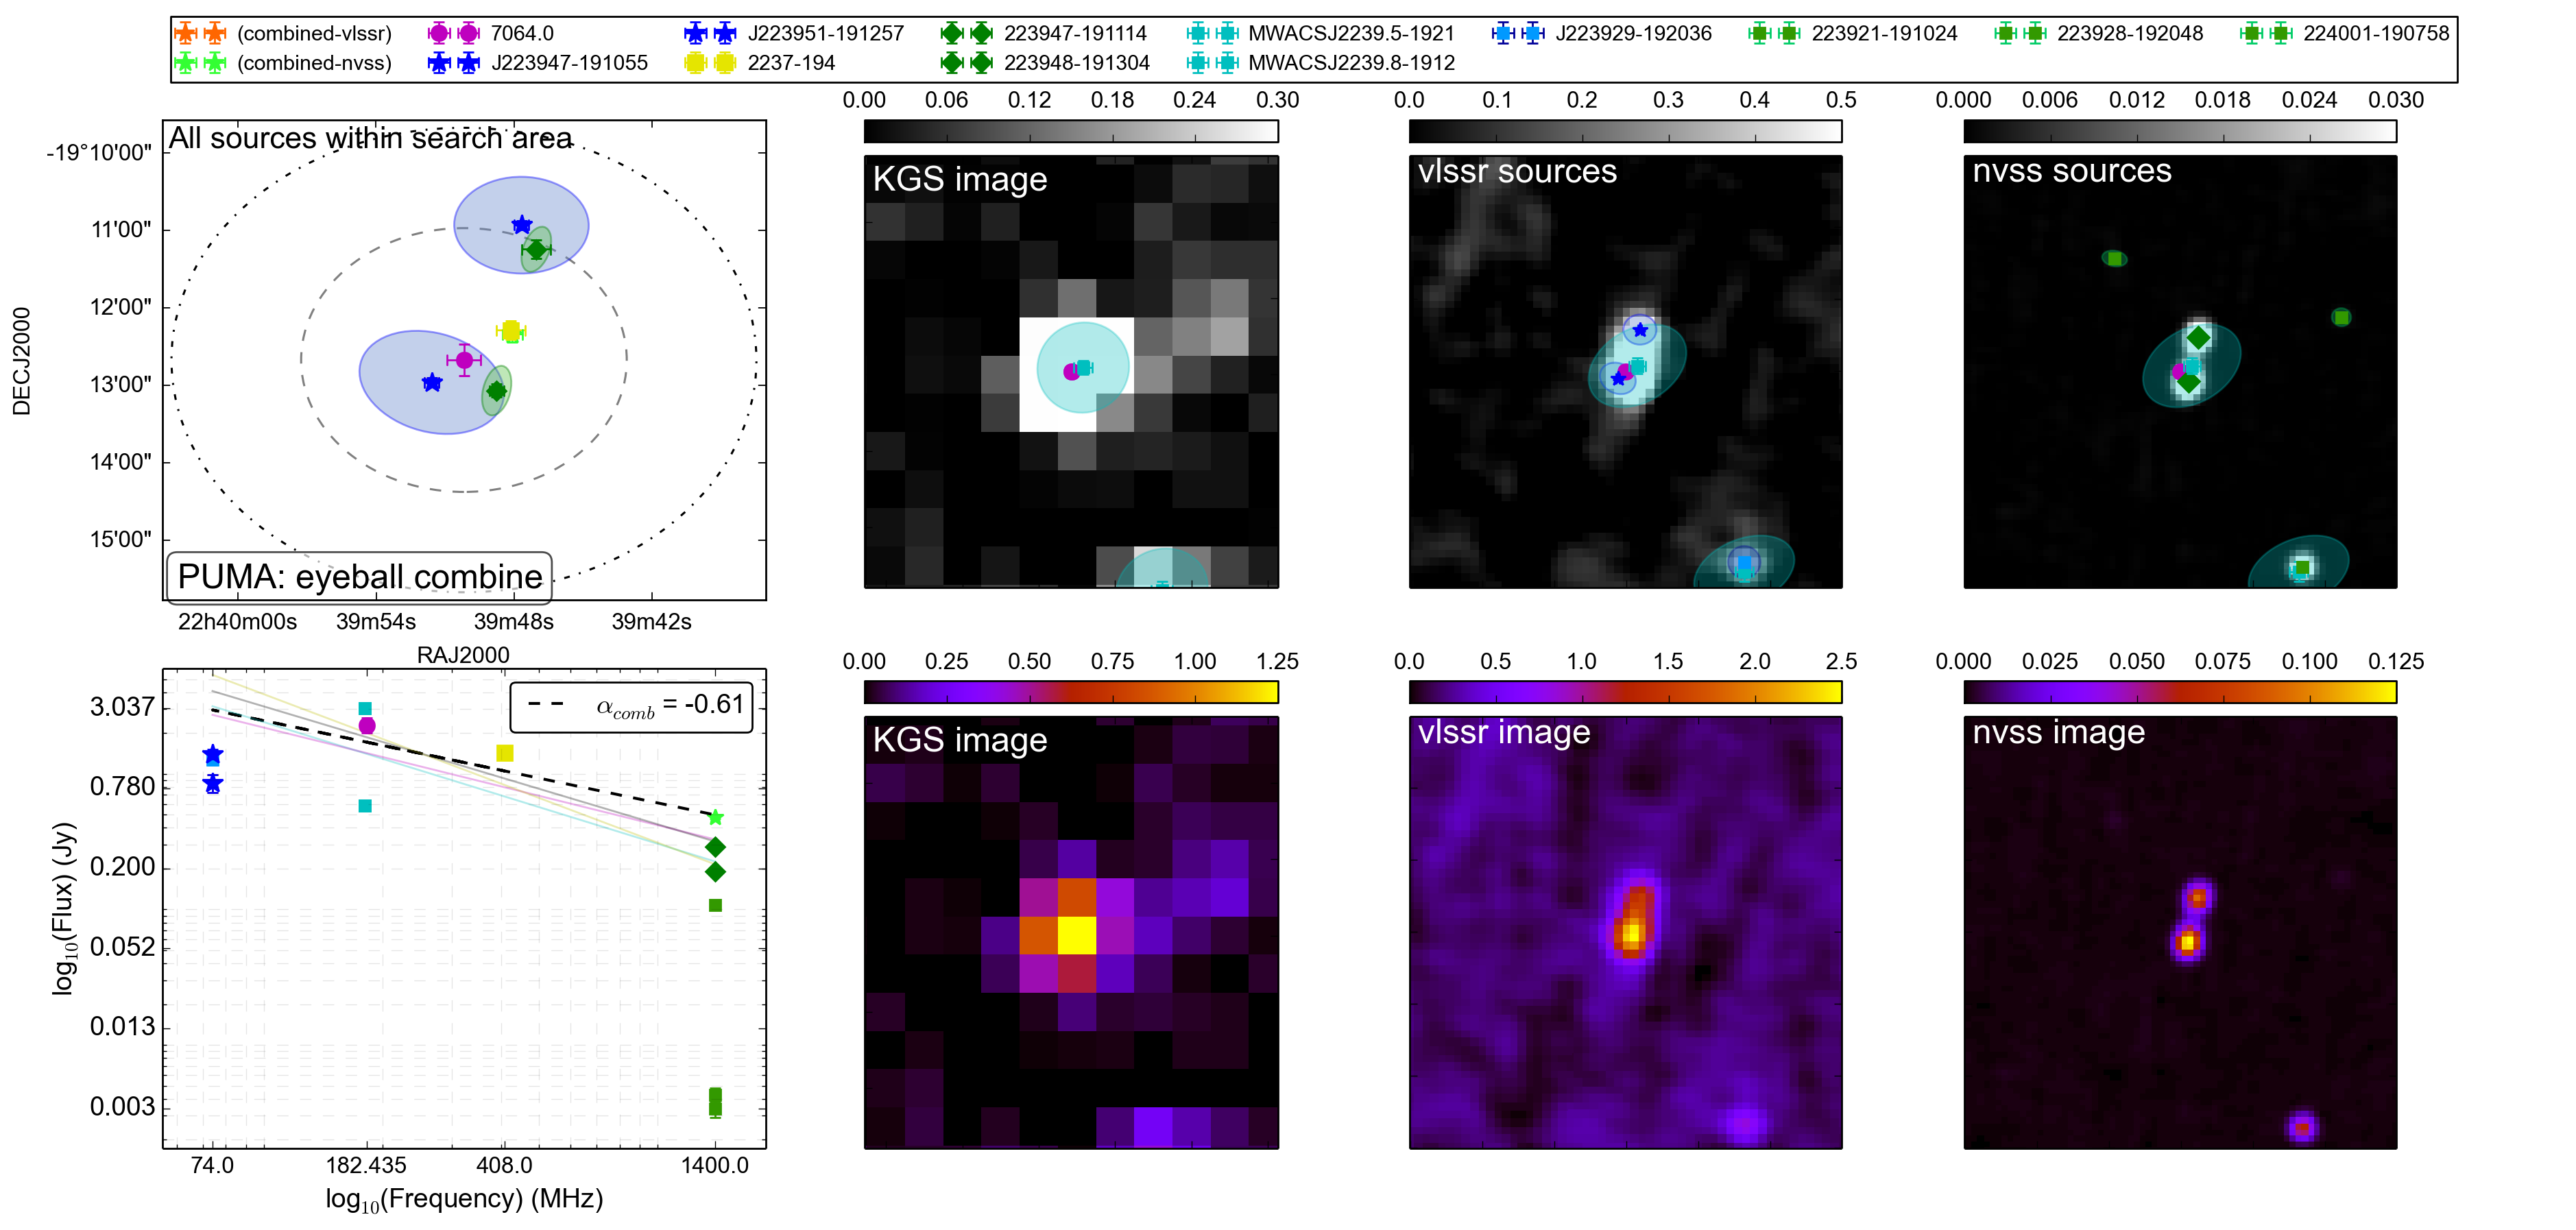 (combined-vlssr) 7064.0 J223951-191257 223947-191114 MWACSJ2239.5-1921 J223929-192036 223921-191024 223928-192048 224001-190758
(combined-nvss) J223947-191055 2237-194 223948-191304 MWACSJ2239.8-1912
0.00 0.06 0.12 0.18 0.24 0.30
0.0 0.1 0.2 0.3 0.4 0.5
0.000 0.006 0.012 0.018 0.024 0.030
All sources within search area
-19°10'00"
11'00"
12'00"
13'00"
14'00"
15'00"
DECJ2000
PUMA: eyeball combine
22h40m00s 39m54s 39m48s 39m42s
RAJ2000
KGS image
vlssr sources
nvss sources
α_comb = -0.61
3.037
0.780
0.200
0.052
0.013
0.003
log₁₀(Flux) (Jy)
74.0 182.435 408.0 1400.0
log₁₀(Frequency) (MHz)
0.00 0.25 0.50 0.75 1.00 1.25
0.0 0.5 1.0 1.5 2.0 2.5
0.000 0.025 0.050 0.075 0.100 0.125
KGS image
vlssr image
nvss image